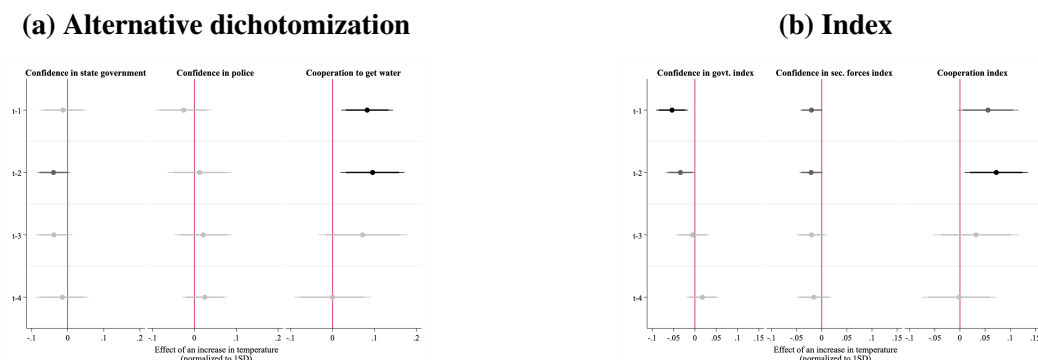 (a) Alternative dichotomization
(b) Index
Confidence in state government Confidence in police Cooperation to get water
t-1
t-2
t-3
t-4
-.1 0 .1 .2 -.1 0 .1 .2 -.1 0 .1 .2
Effect of an increase in temperature
(normalized to 1SD)
Confidence in govt. index Confidence in sec. forces index Cooperation index
t-1
t-2
t-3
t-4
-.1 -.05 0 .05 .1 .15 -.1 -.05 0 .05 .1 .15 -.1 -.05 0 .05 .1 .15
Effect of an increase in temperature
(normalized to 1SD)